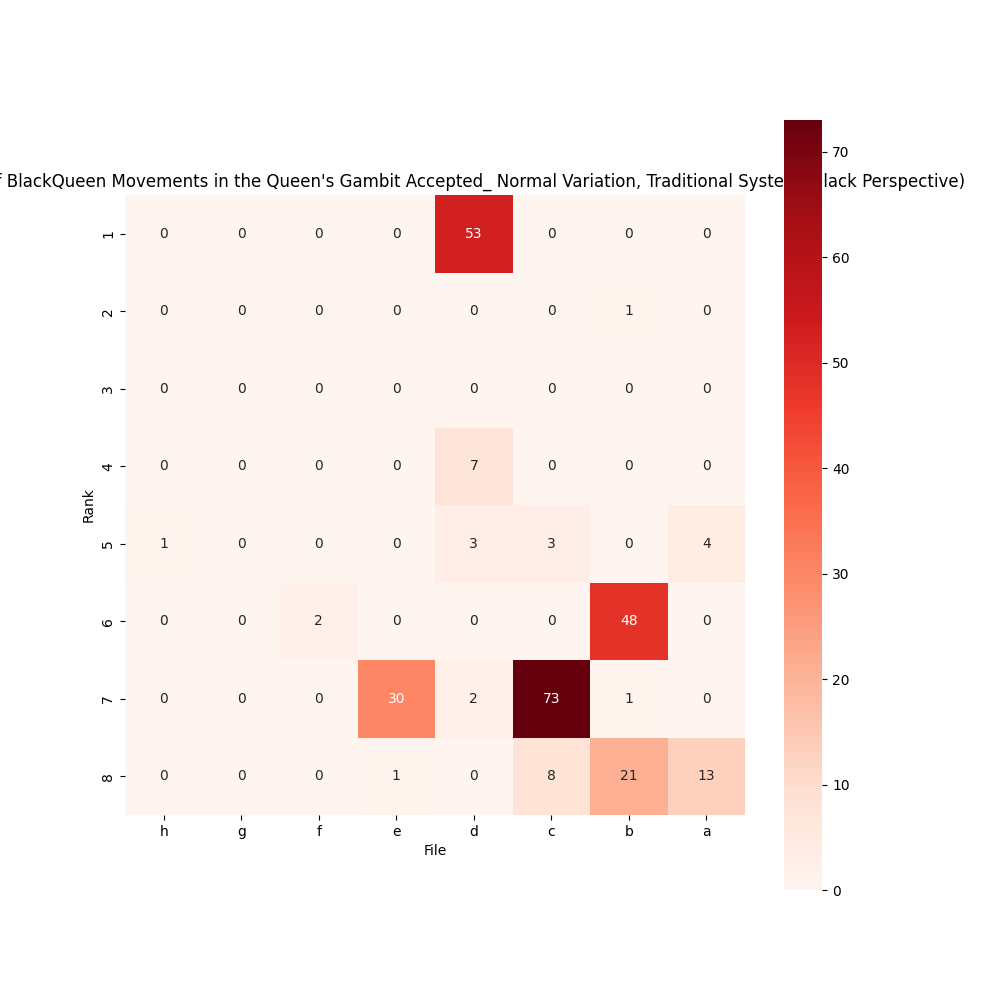 BlackQueen Movements in the Queen's Gambit Accepted_ Normal Variation, Traditional Perspective)
70
60
50
40
30
20
10
0
Rank
1 0 0 0 0 53 0 0 0
2 0 0 0 0 0 0 1 0
3 0 0 0 0 0 0 0 0
4 0 0 0 0 7 0 0 0
5 1 0 0 0 3 3 0 4
6 0 0 2 0 0 0 48 0
7 0 0 0 30 2 73 1 0
8 0 0 0 1 0 8 21 13
h g f e d c b a
File